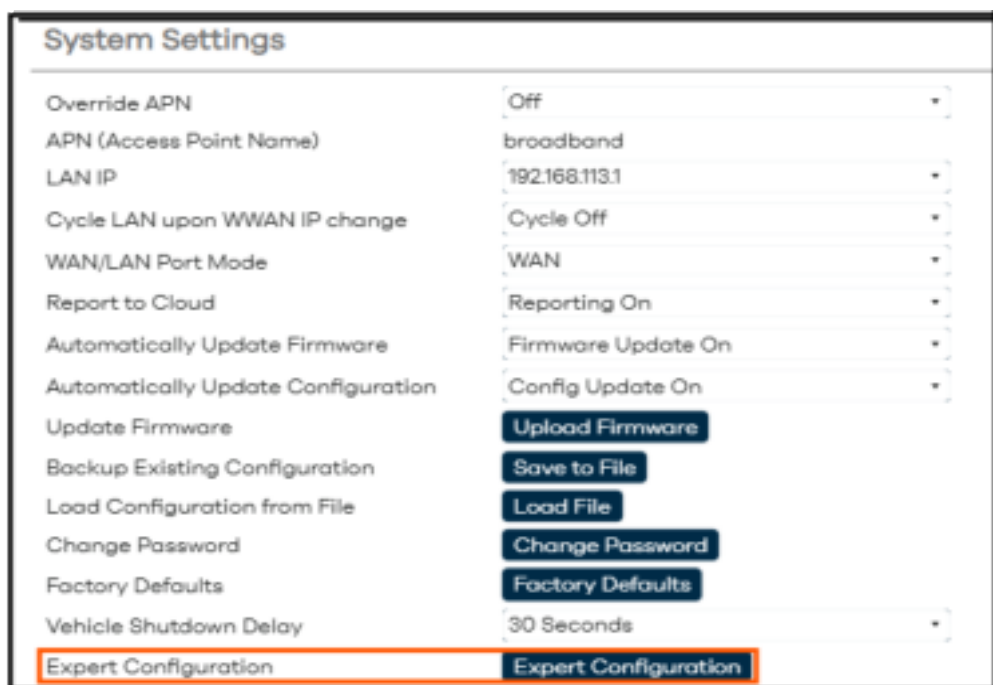 System Settings
Override APN Off
APN (Access Point Name) broadband
LAN IP 192.168.113.1
Cycle LAN upon WWAN IP change Cycle Off
WAN/LAN Port Mode WAN
Report to Cloud Reporting On
Automatically Update Firmware Firmware Update On
Automatically Update Configuration Config Update On
Update Firmware Upload Firmware
Backup Existing Configuration Save to File
Load Configuration from File Load File
Change Password Change Password
Factory Defaults Factory Defaults
Vehicle Shutdown Delay 30 Seconds
Expert Configuration Expert Configuration